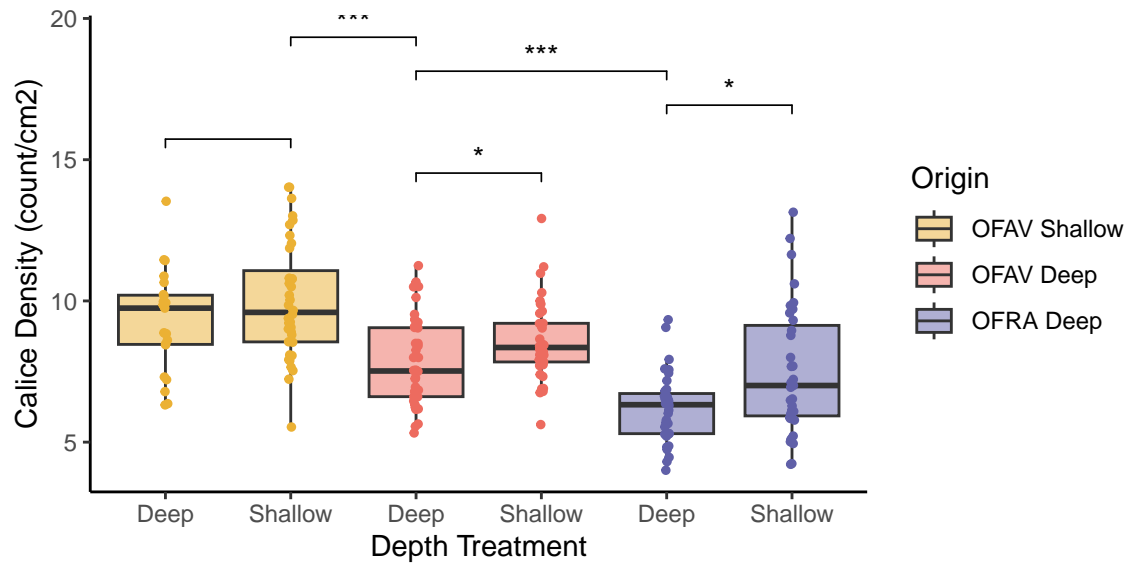 20
15
10
5
Calice Density (count/cm2)
***
***
*
*
Deep
Shallow
Deep
Shallow
Deep
Shallow
Depth Treatment
Origin
OFAV Shallow
OFAV Deep
OFRA Deep